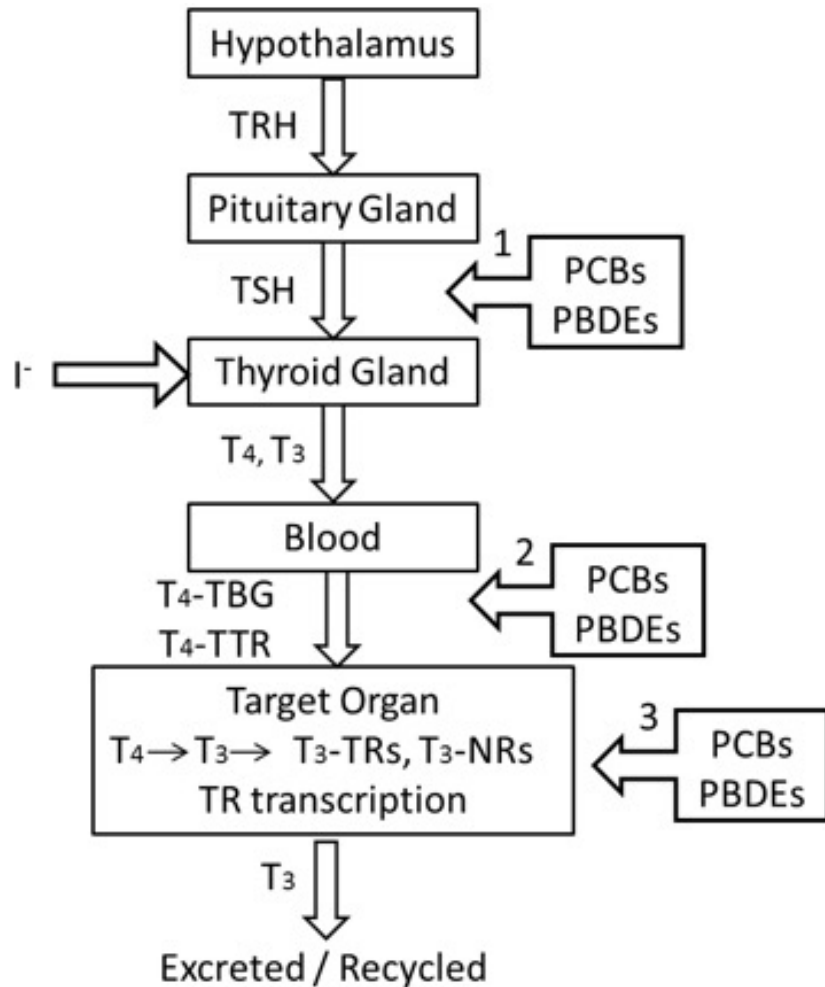 Hypothalamus
TRH
Pituitary Gland
1
PCBs
PBDEs
TSH
I-
Thyroid Gland
T4, T3
Blood
2
PCBs
PBDEs
T4-TBG
T4-TTR
Target Organ
T4→T3→ T3-TRs, T3-NRs
TR transcription
3
PCBs
PBDEs
T3
Excreted / Recycled